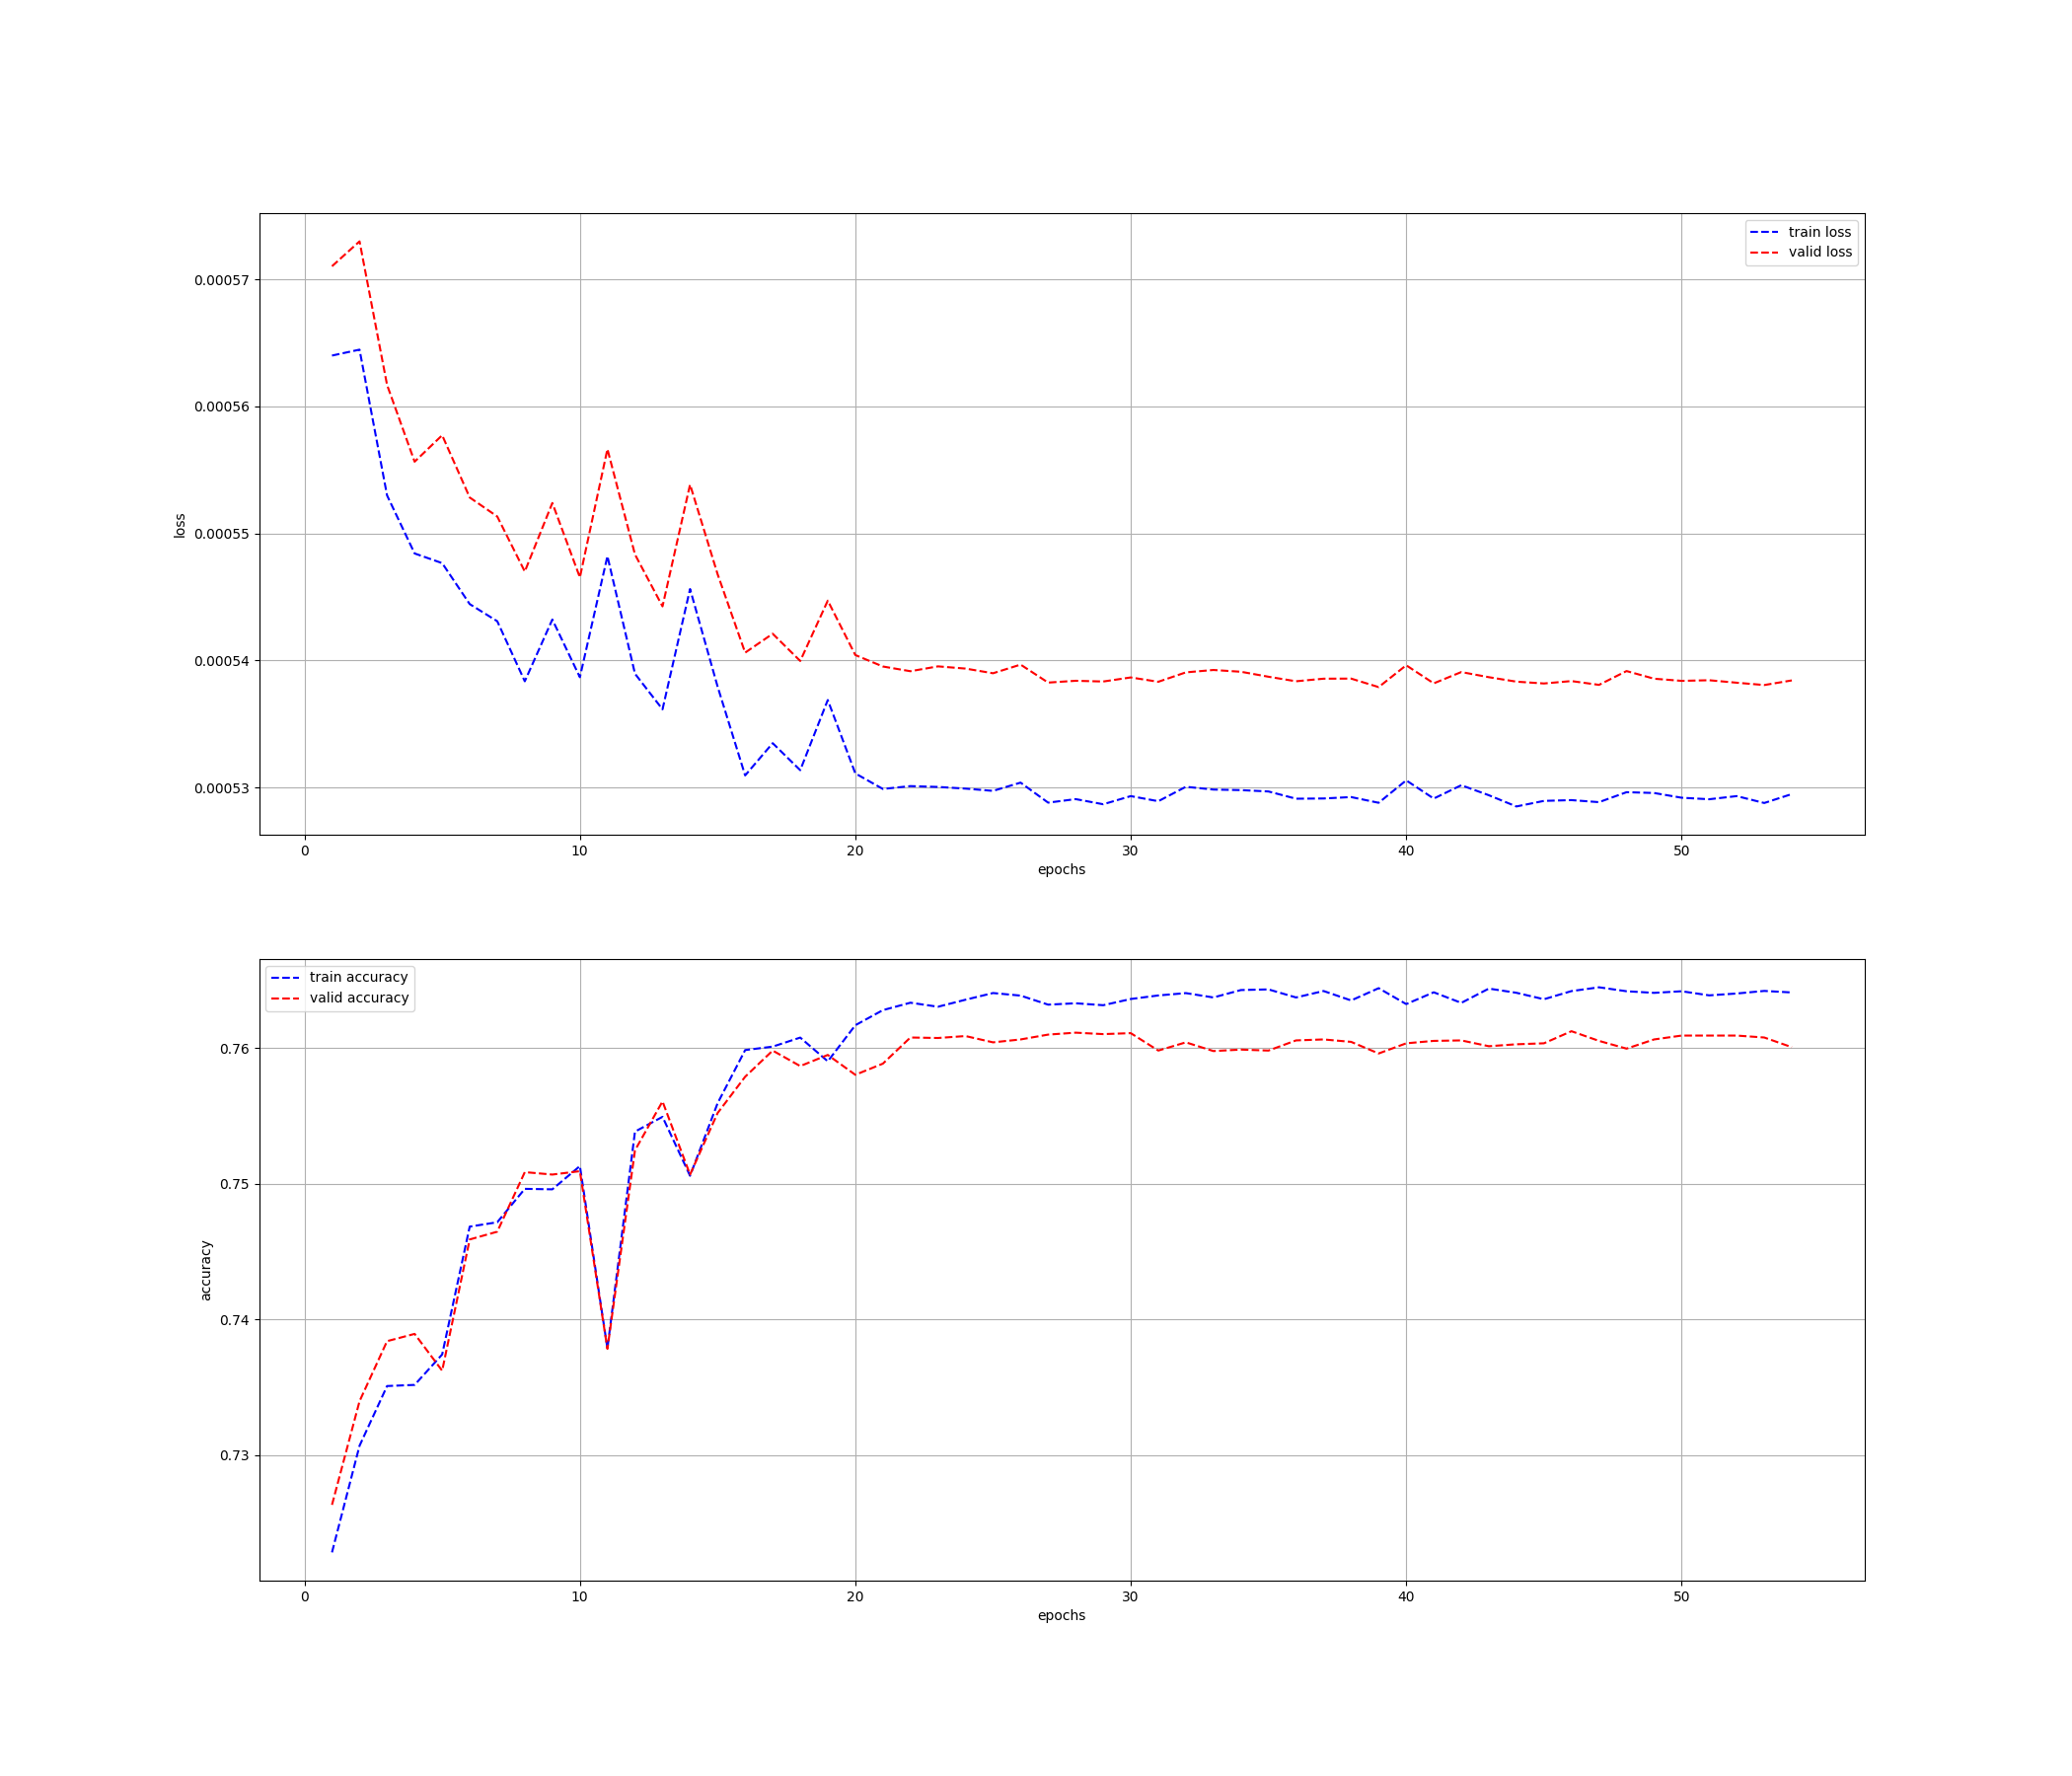 train loss
valid loss
0.00057
0.00056
0.00055
0.00054
0.00053
loss
0 10 20 30 40 50
epochs
train accuracy
valid accuracy
0.76
0.75
0.74
0.73
accuracy
0 10 20 30 40 50
epochs